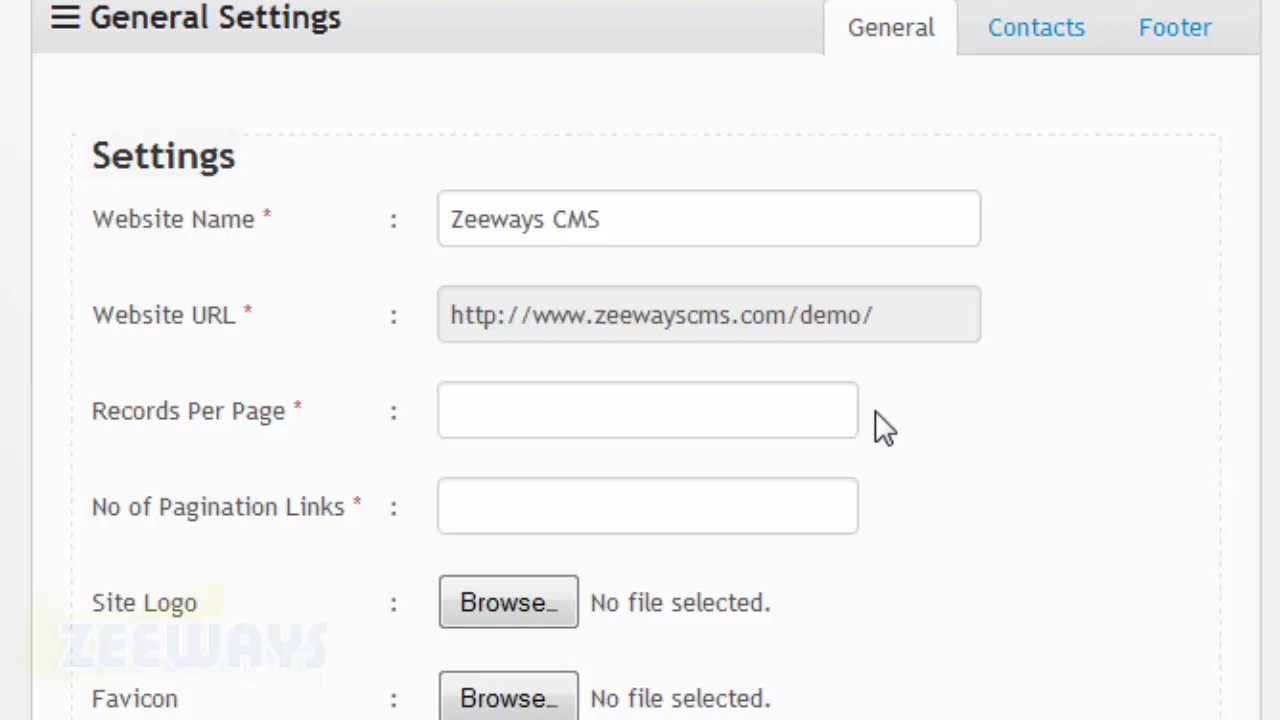 General Settings
General Contacts Footer
Settings
Website Name * : Zeeways CMS
Website URL * : http://www.zeewayscms.com/demo/
Records Per Page * :
No of Pagination Links * :
Site Logo : Browse… No file selected.
ZEEWAYS
Favicon : Browse… No file selected.